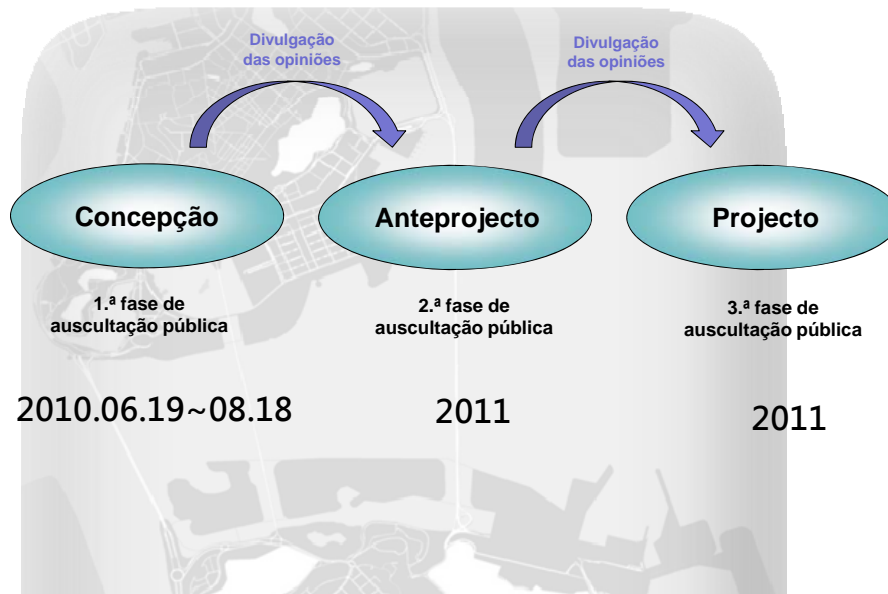 Divulgação
das opiniões
Divulgação
das opiniões
Concepção
Anteprojecto
Projecto
1.ª fase de
auscultação pública
2.ª fase de
auscultação pública
3.ª fase de
auscultação pública
2010.06.19~08.18
2011
2011